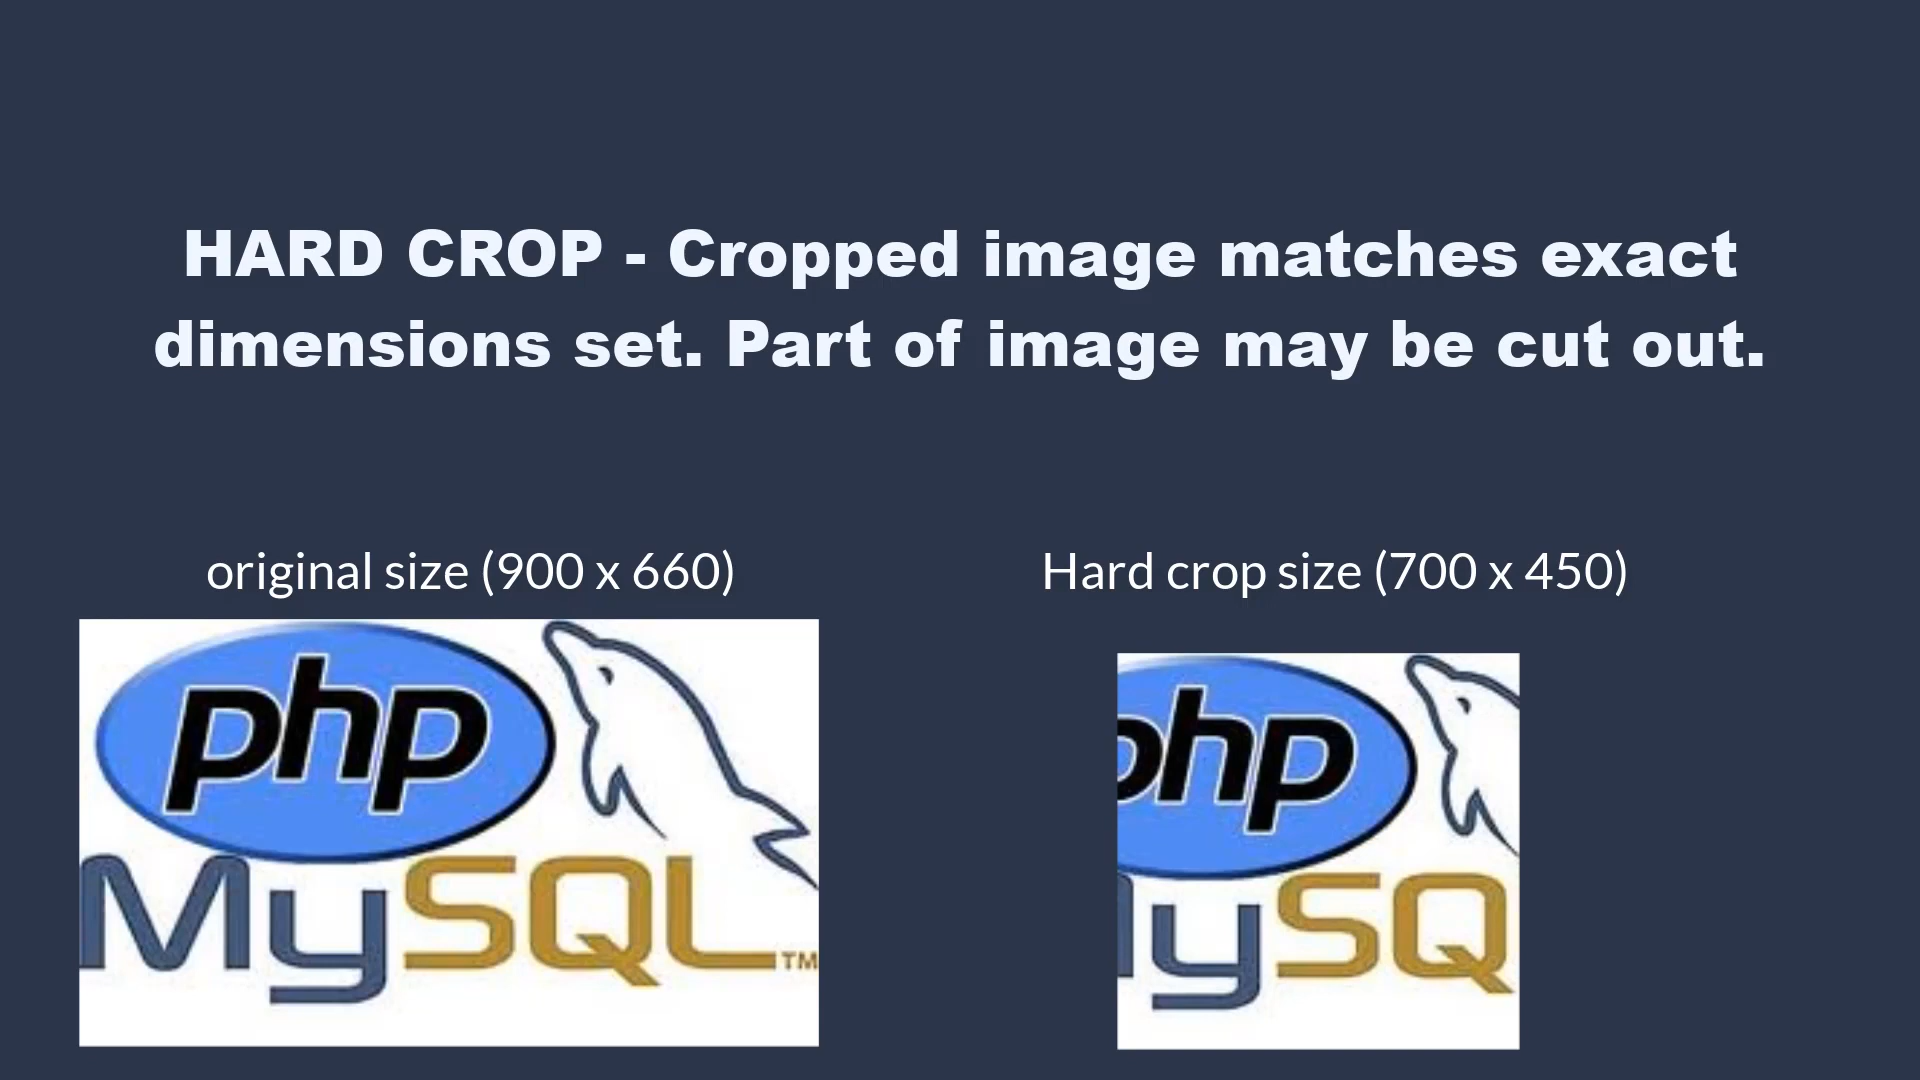 HARD CROP - Cropped image matches exact
dimensions set. Part of image may be cut out.
original size (900 x 660)
Hard crop size (700 x 450)
php
MySQL™
php
ySQ